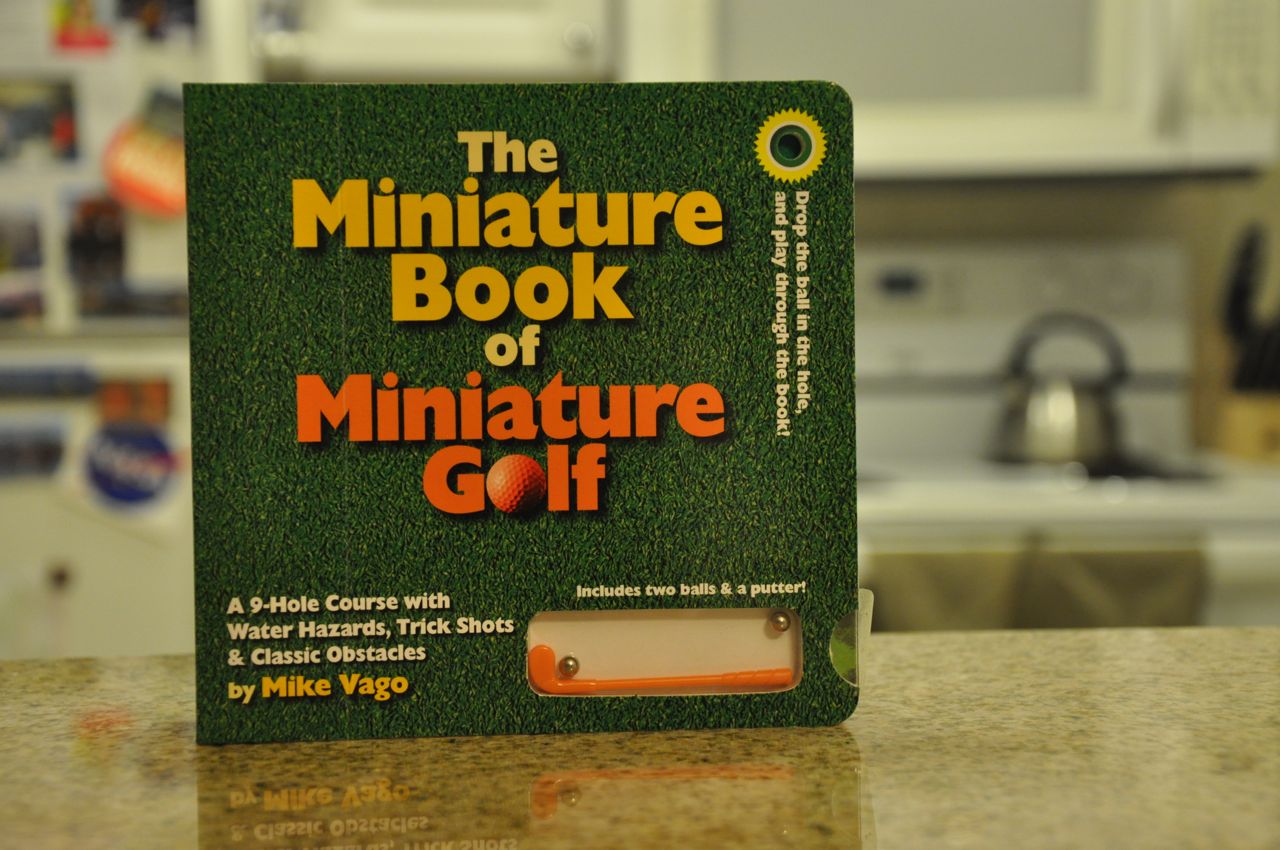 The
Miniature
Book
of
Miniature
Golf
Drop the ball in the hole,
and play through the book!
Includes two balls & a putter!
A 9-Hole Course with
Water Hazards, Trick Shots
& Classic Obstacles
by Mike Vago